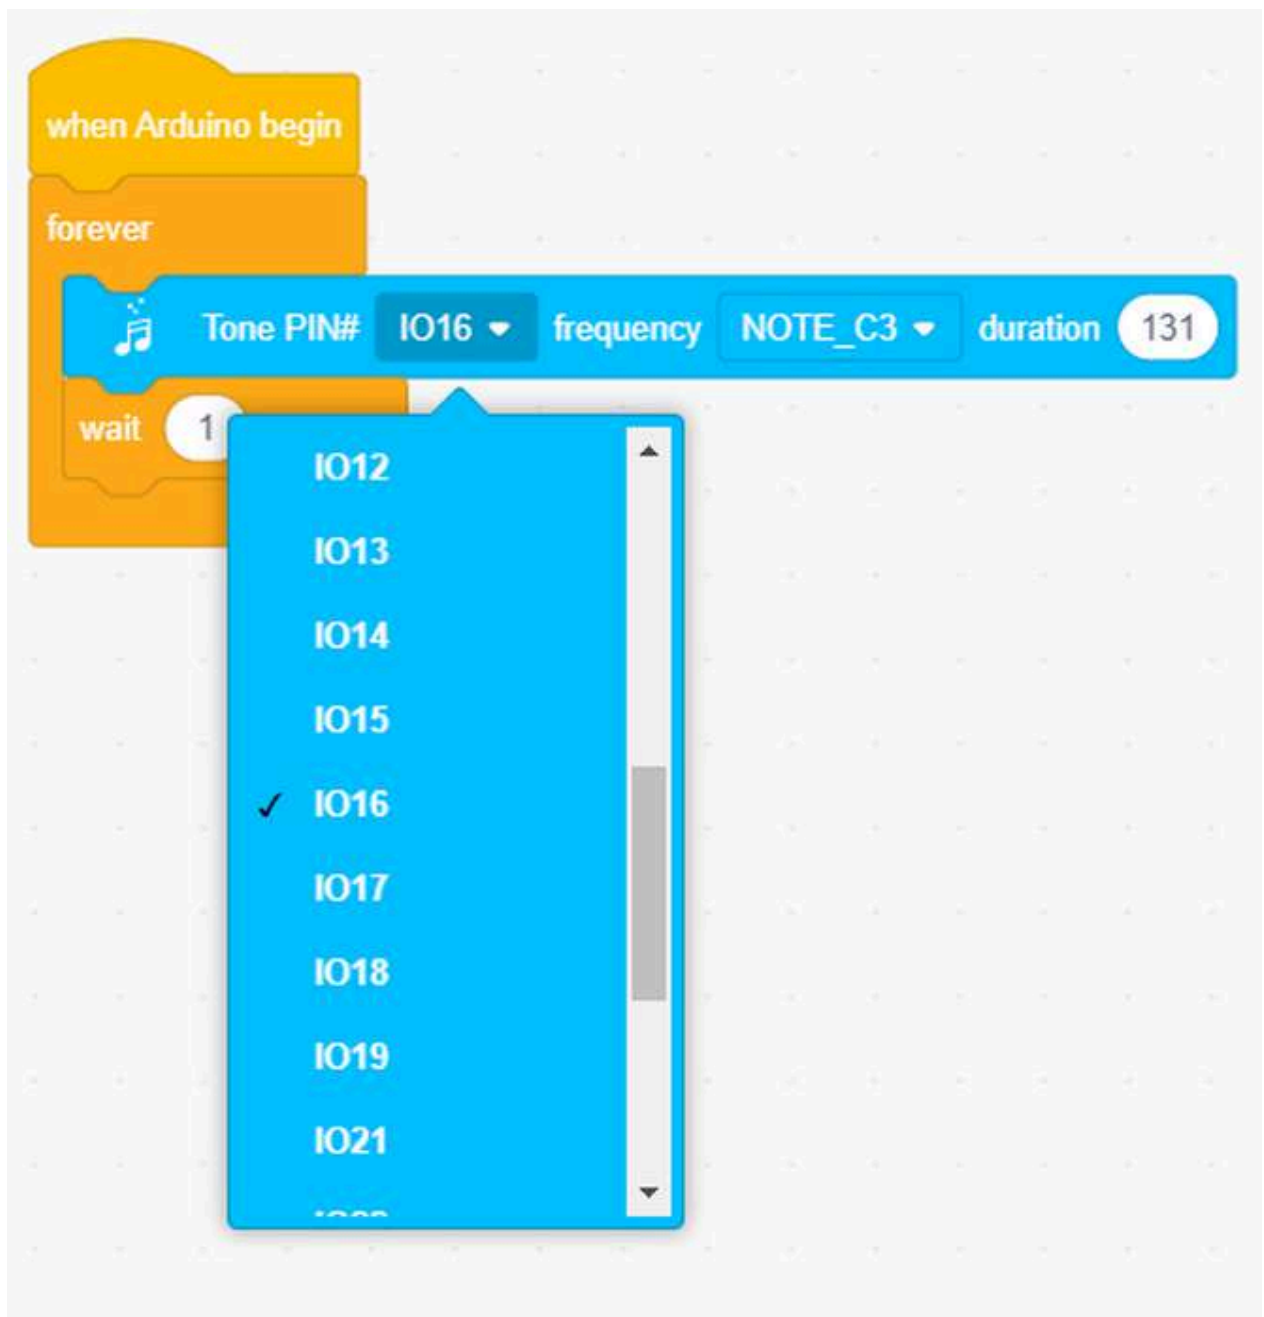 when Arduino begin
forever
Tone PIN# IO16 frequency NOTE_C3 duration 131
wait 1
IO12
IO13
IO14
IO15
✓ IO16
IO17
IO18
IO19
IO21